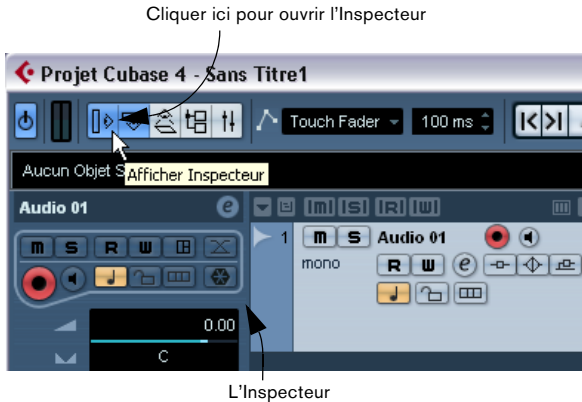 Cliquer ici pour ouvrir l'Inspecteur
Projet Cubase 4 - Sans Titre1
Touch Fader 100 ms
Aucun Objet S
Afficher Inspecteur
Audio 01 e m S R W
m S R W
1 m S Audio 01
mono R W e
0.00
C
L'Inspecteur